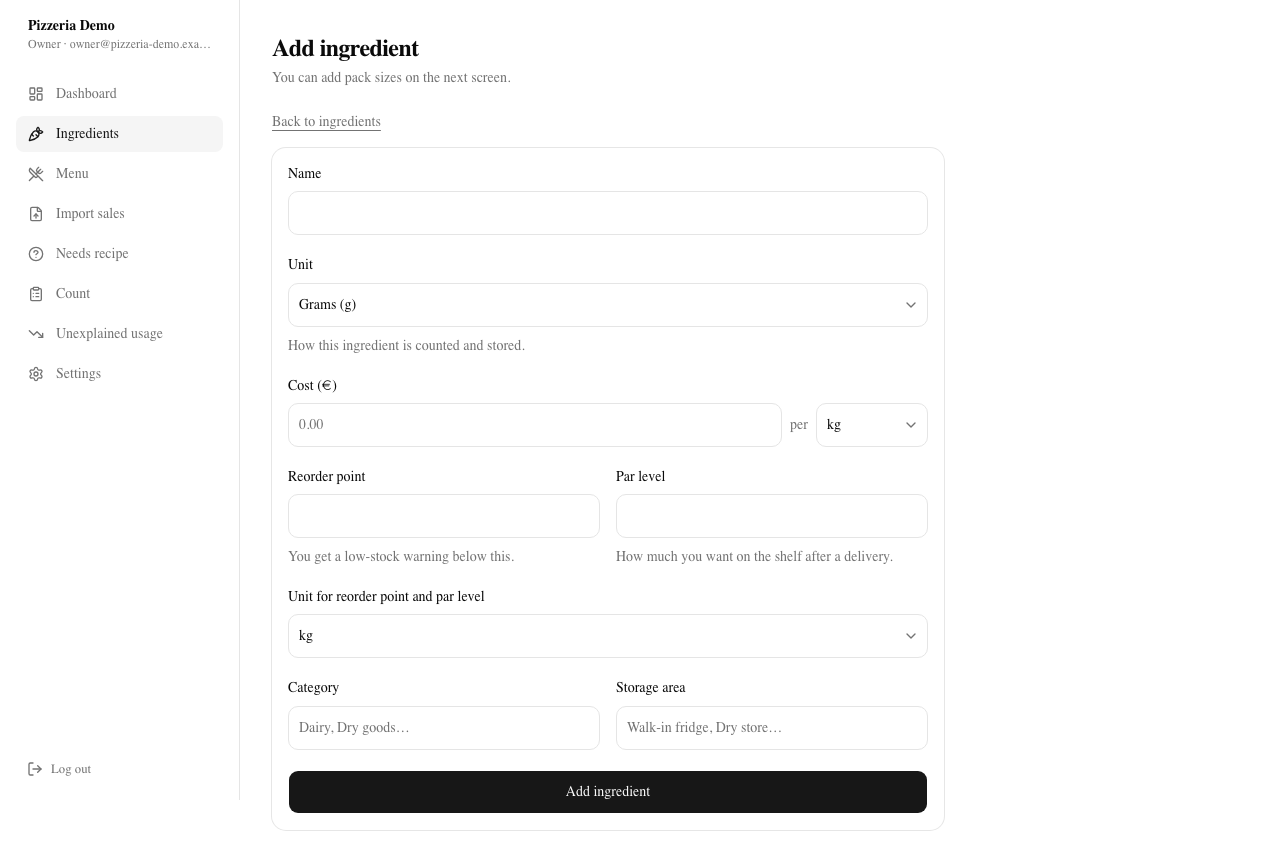 Pizzeria Demo
Owner · owner@pizzeria-demo.exa…
Dashboard
Ingredients
Menu
Import sales
Needs recipe
Count
Unexplained usage
Settings
Log out
Add ingredient
You can add pack sizes on the next screen.
Back to ingredients
Name
Unit
Grams (g)
How this ingredient is counted and stored.
Cost (€)
0.00 per kg
Reorder point Par level
You get a low-stock warning below this. How much you want on the shelf after a delivery.
Unit for reorder point and par level
kg
Category Storage area
Dairy, Dry goods… Walk-in fridge, Dry store…
Add ingredient